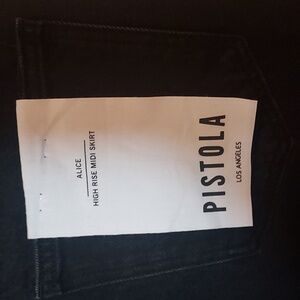 PISTOLA
LOS ANGELES
ALICE
HIGH RISE MIDI SKIRT